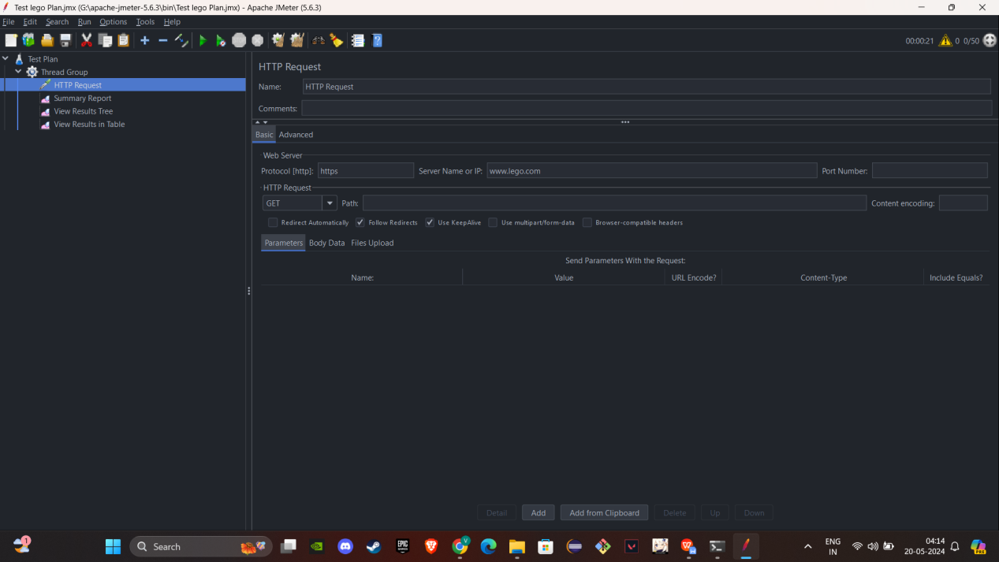 Test lego Plan.jmx (G:\apache-jmeter-5.6.3\bin\Test lego Plan.jmx) - Apache JMeter (5.6.3)
File Edit Search Run Options Tools Help
00:00:21 0 0/50
Test Plan
Thread Group
HTTP Request
Summary Report
View Results Tree
View Results in Table
HTTP Request
Name: HTTP Request
Comments:
Basic Advanced
Web Server
Protocol [http]: https Server Name or IP: www.lego.com Port Number:
HTTP Request
GET Path: Content encoding:
Redirect Automatically Follow Redirects Use KeepAlive Use multipart/form-data Browser-compatible headers
Parameters Body Data Files Upload
Send Parameters With the Request:
Name: Value URL Encode? Content-Type Include Equals?
Detail Add Add from Clipboard Delete Up Down
1
Search
EPIC GAMES
V
W
ENG
IN
04:14
20-05-2024
PRE